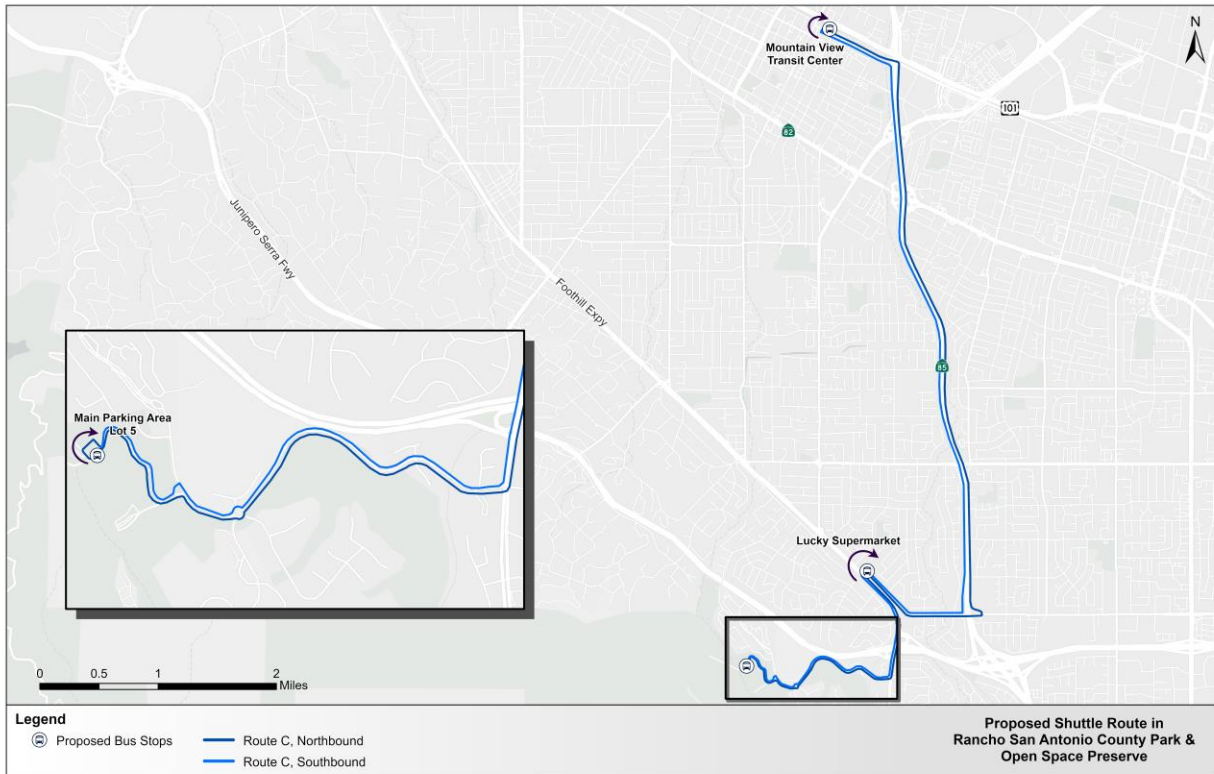 N
Mountain View
Transit Center
101
82
Junipero Serra Fwy
Foothill Expy
85
Main Parking Area
Lot 5
Lucky Supermarket
0 0.5 1 2
Miles
Legend
Proposed Bus Stops
Route C, Northbound
Route C, Southbound
Proposed Shuttle Route in
Rancho San Antonio County Park &
Open Space Preserve